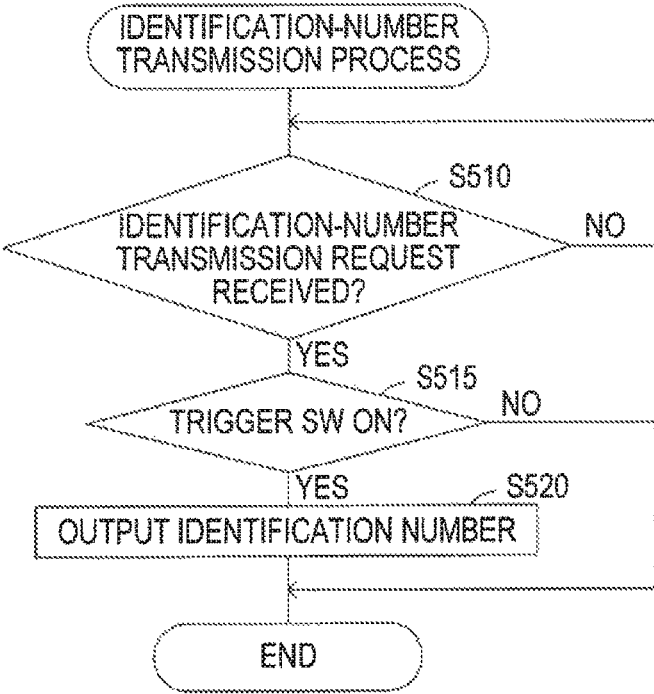 IDENTIFICATION-NUMBER
TRANSMISSION PROCESS
S510
IDENTIFICATION-NUMBER
TRANSMISSION REQUEST
RECEIVED?
NO
YES
S515
TRIGGER SW ON?
NO
YES
S520
OUTPUT IDENTIFICATION NUMBER
END